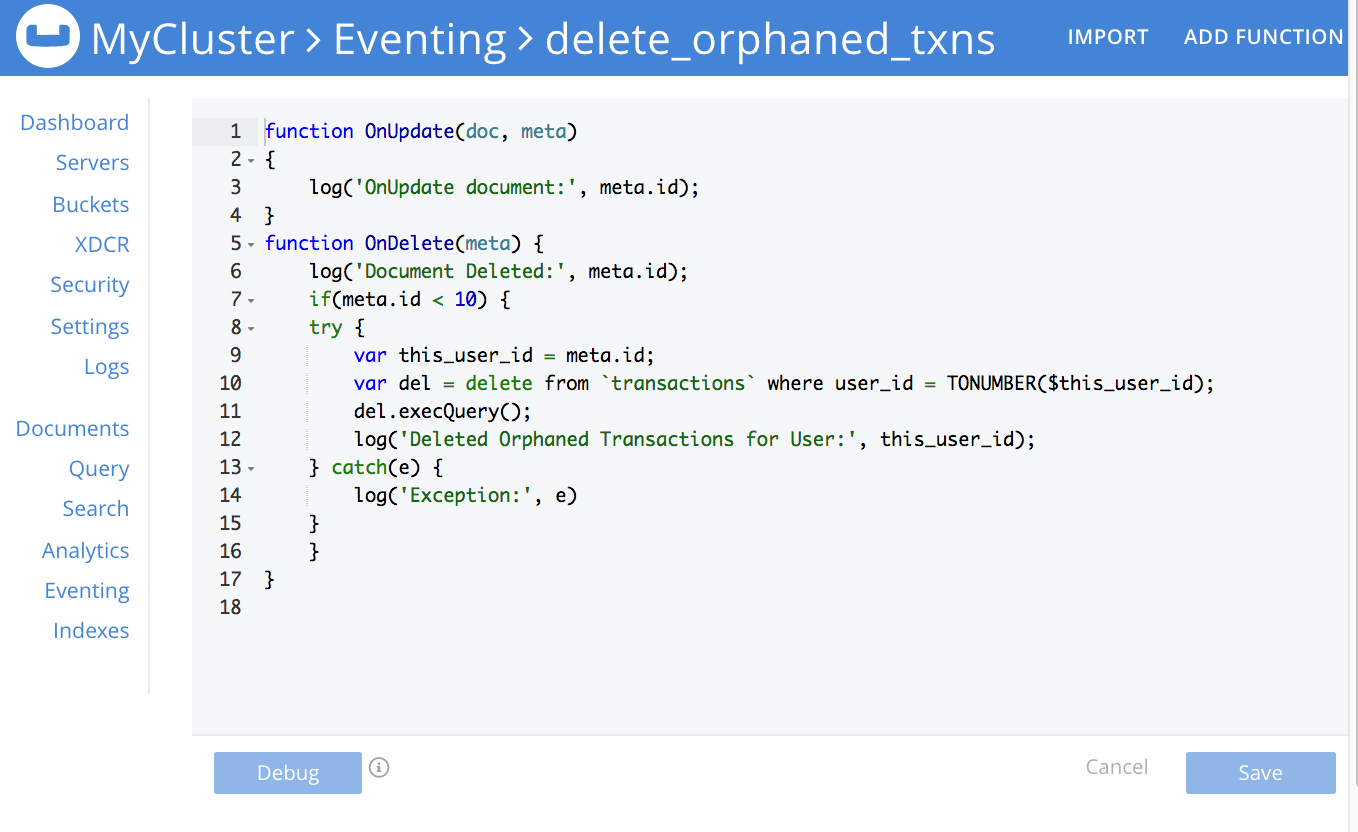 MyCluster > Eventing > delete_orphaned_txns
IMPORT ADD FUNCTION
Dashboard
Servers
Buckets
XDCR
Security
Settings
Logs
Documents
Query
Search
Analytics
Eventing
Indexes
1 function OnUpdate(doc, meta)
2 {
3     log('OnUpdate document:', meta.id);
4 }
5 function OnDelete(meta) {
6     log('Document Deleted:', meta.id);
7     if(meta.id < 10) {
8     try {
9         var this_user_id = meta.id;
10         var del = delete from `transactions` where user_id = TONUMBER($this_user_id);
11         del.execQuery();
12         log('Deleted Orphaned Transactions for User:', this_user_id);
13     } catch(e) {
14         log('Exception:', e)
15     }
16     }
17 }
18
Debug
Cancel
Save